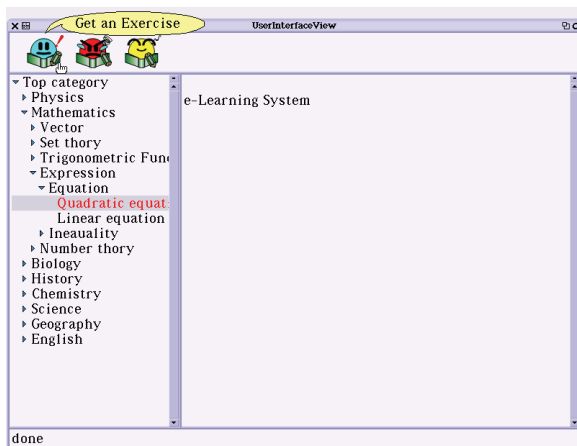 Get an Exercise
UserInterfaceView
Top category
Physics
Mathematics
Vector
Set thory
Trigonometric Fun
Expression
Equation
Quadratic equat
Linear equation
Ineauality
Number thory
Biology
History
Chemistry
Science
Geography
English
e-Learning System
done